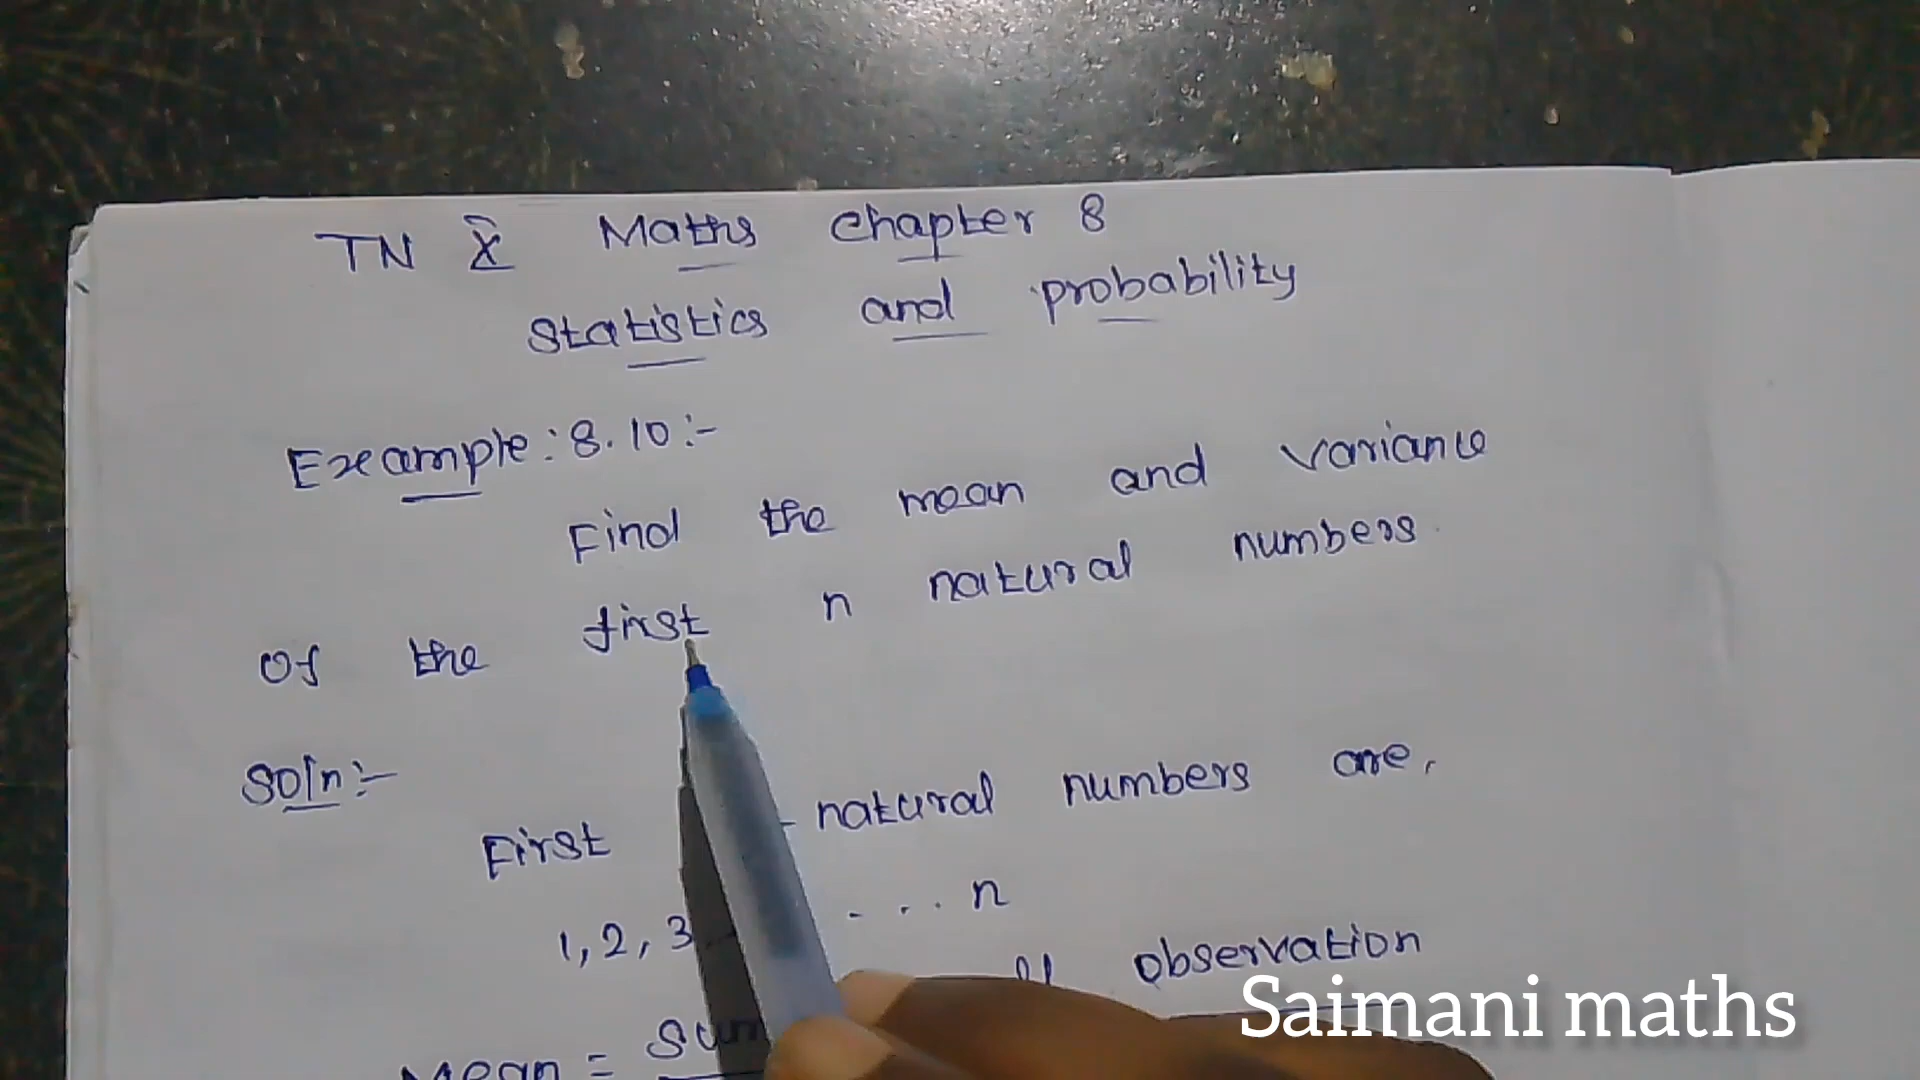 TN X Maths chapter 8
Statistics and probability
Example: 8.10:-
Find the mean and variance
of the first n natural numbers.
Soln:-
First natural numbers are,
1, 2, 3 . . . . n
observation
Mean = Sum
Saimani maths